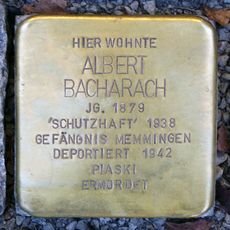 HIER WOHNTE
ALBERT
BACHARACH
JG. 1879
'SCHUTZHAFT' 1938
GEFÄNGNIS MEMMINGEN
DEPORTIERT 1942
PIASKI
ERMORDET